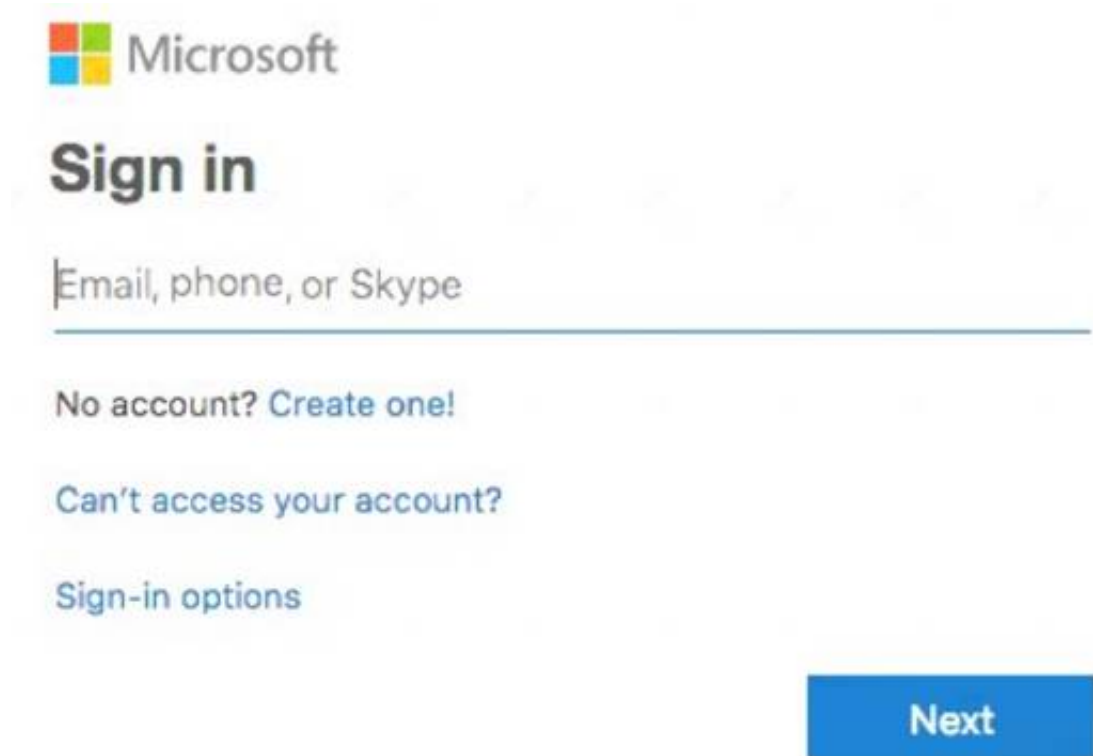 Microsoft
Sign in
Email, phone, or Skype
No account? Create one!
Can't access your account?
Sign-in options
Next